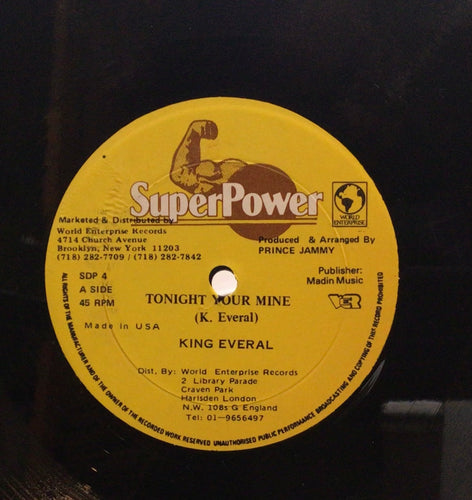 SuperPower
WORLD
ENTERPRISE
Marketed & Distributed by
World Enterprise Records
4714 Church Avenue
Brooklyn, New York 11203
(718) 282-7709 / (718) 282-7842
Produced & Arranged By
PRINCE JAMMY
SDP 4
A SIDE
45 RPM
Publisher:
Madin Music
WER
Made in USA
TONIGHT YOUR MINE
(K. Everal)
KING EVERAL
Dist. By: World Enterprise Records
2 Library Parade
Craven Park
Harlsden London
N.W. 10Bs G England
Tel: 01-9656497
ALL RIGHTS OF THE MANUFACTURER AND OF THE OWNER OF THE RECORDED WORK RESERVED UNAUTHORISED PUBLIC PERFORMANCE BROADCASTING AND COPYING OF THIS RECORD PROHIBITED